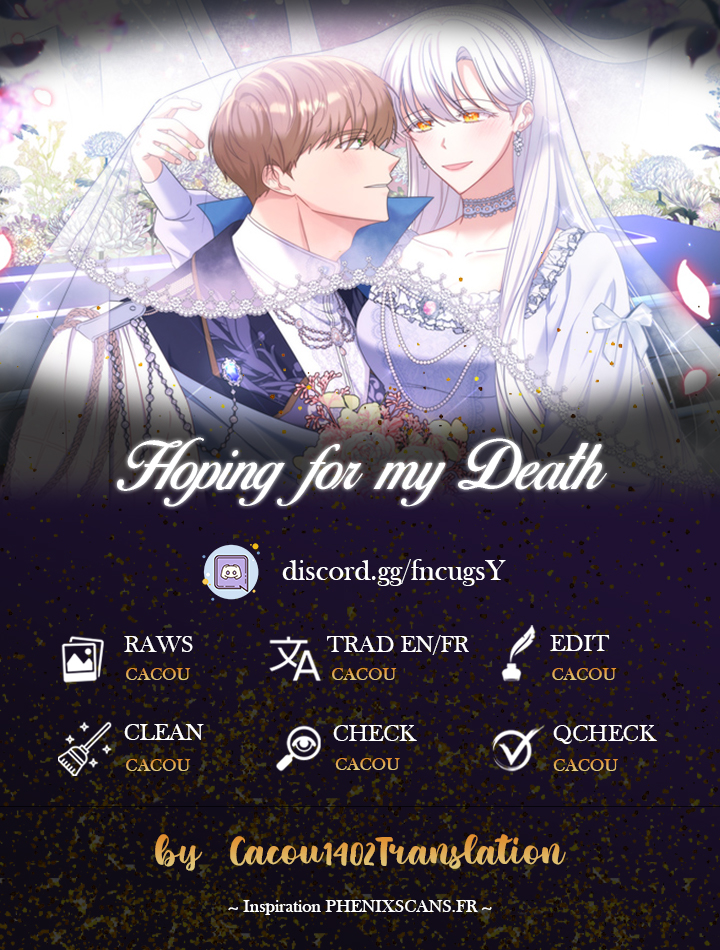 Hoping for my Death
discord.gg/fncugsY
RAWS
CACOU
TRAD EN/FR
CACOU
EDIT
CACOU
CLEAN
CACOU
CHECK
CACOU
QCHECK
CACOU
by Cacou1402Translation
~ Inspiration PHENIXSCANS.FR ~